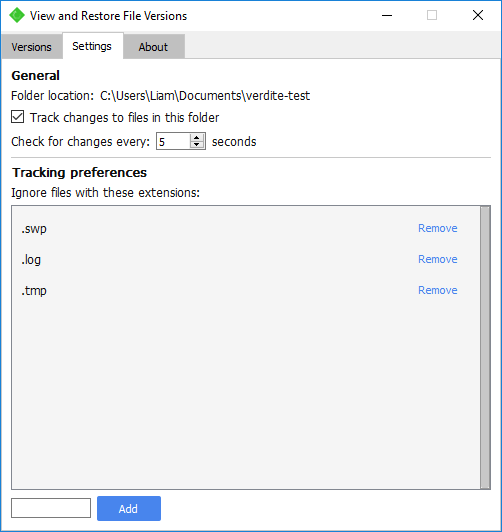 View and Restore File Versions
Versions Settings About
General
Folder location: C:\Users\Liam\Documents\verdite-test
Track changes to files in this folder
Check for changes every: 5 seconds
Tracking preferences
Ignore files with these extensions:
.swp Remove
.log Remove
.tmp Remove
Add